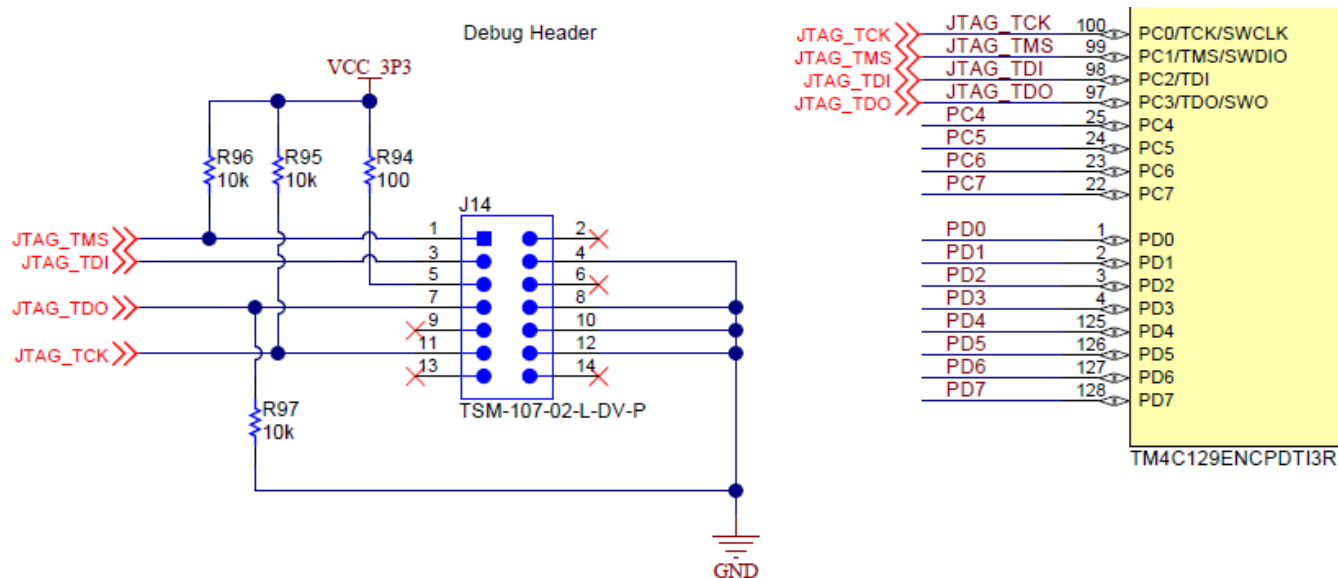 Debug Header
VCC_3P3
R96
10k
R95
10k
R94
100
J14
JTAG_TMS
1
2
JTAG_TDI
3
4
5
6
JTAG_TDO
7
8
9
10
JTAG_TCK
11
12
13
14
TSM-107-02-L-DV-P
R97
10k
GND
JTAG_TCK JTAG_TCK 100 PC0/TCK/SWCLK
JTAG_TMS JTAG_TMS 99 PC1/TMS/SWDIO
JTAG_TDI JTAG_TDI 98 PC2/TDI
JTAG_TDO JTAG_TDO 97 PC3/TDO/SWO
PC4 25 PC4
PC5 24 PC5
PC6 23 PC6
PC7 22 PC7
PD0 1 PD0
PD1 2 PD1
PD2 3 PD2
PD3 4 PD3
PD4 125 PD4
PD5 126 PD5
PD6 127 PD6
PD7 128 PD7
TM4C129ENCPDTI3R